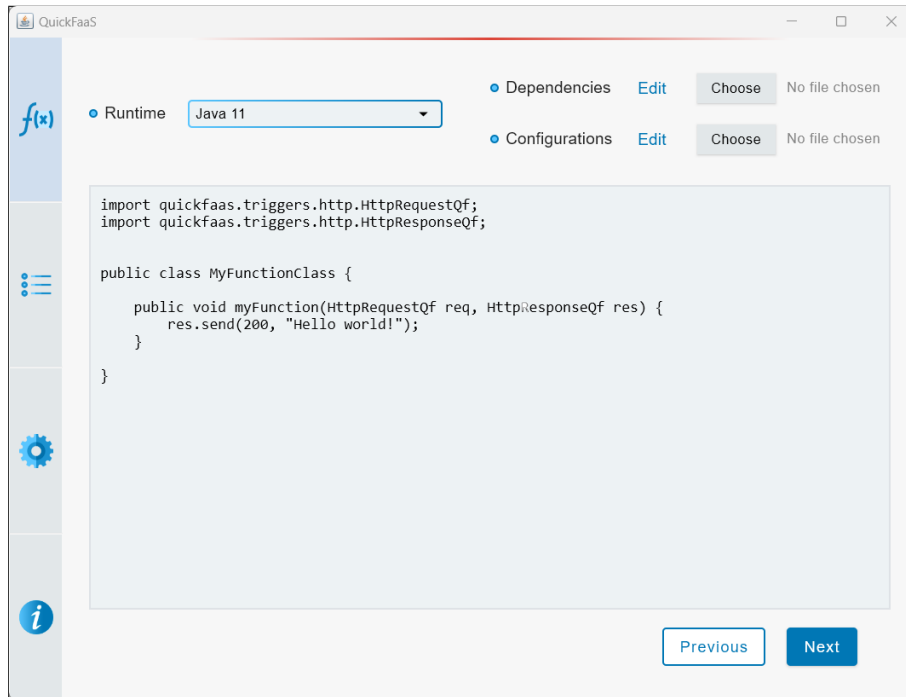 QuickFaaS
f(x)
Runtime
Java 11
Dependencies Edit Choose No file chosen
Configurations Edit Choose No file chosen
import quickfaas.triggers.http.HttpRequestQf;
import quickfaas.triggers.http.HttpResponseQf;
public class MyFunctionClass {
public void myFunction(HttpRequestQf req, HttpResponseQf res) {
res.send(200, "Hello world!");
}
}
i
Previous Next